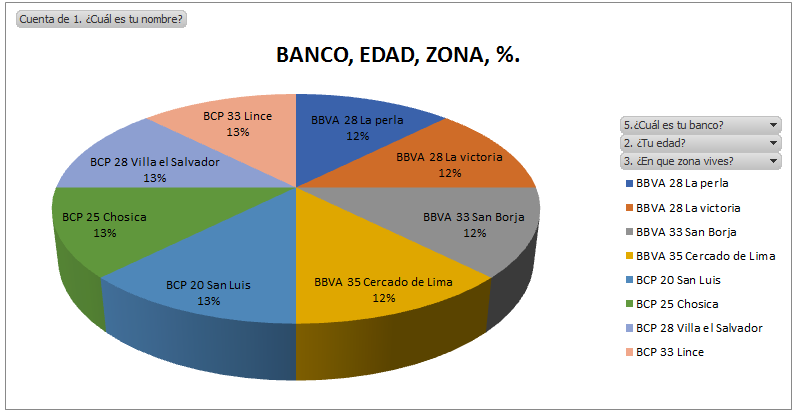 Cuenta de 1. ¿Cuál es tu nombre?
BANCO, EDAD, ZONA, %.
BCP 33 Lince
13%
BBVA 28 La perla
12%
BCP 28 Villa el Salvador
13%
BBVA 28 La victoria
12%
BCP 25 Chosica
13%
BBVA 33 San Borja
12%
BCP 20 San Luis
13%
BBVA 35 Cercado de Lima
12%
5.¿Cuál es tu banco?
2. ¿Tu edad?
3. ¿En que zona vives?
BBVA 28 La perla
BBVA 28 La victoria
BBVA 33 San Borja
BBVA 35 Cercado de Lima
BCP 20 San Luis
BCP 25 Chosica
BCP 28 Villa el Salvador
BCP 33 Lince